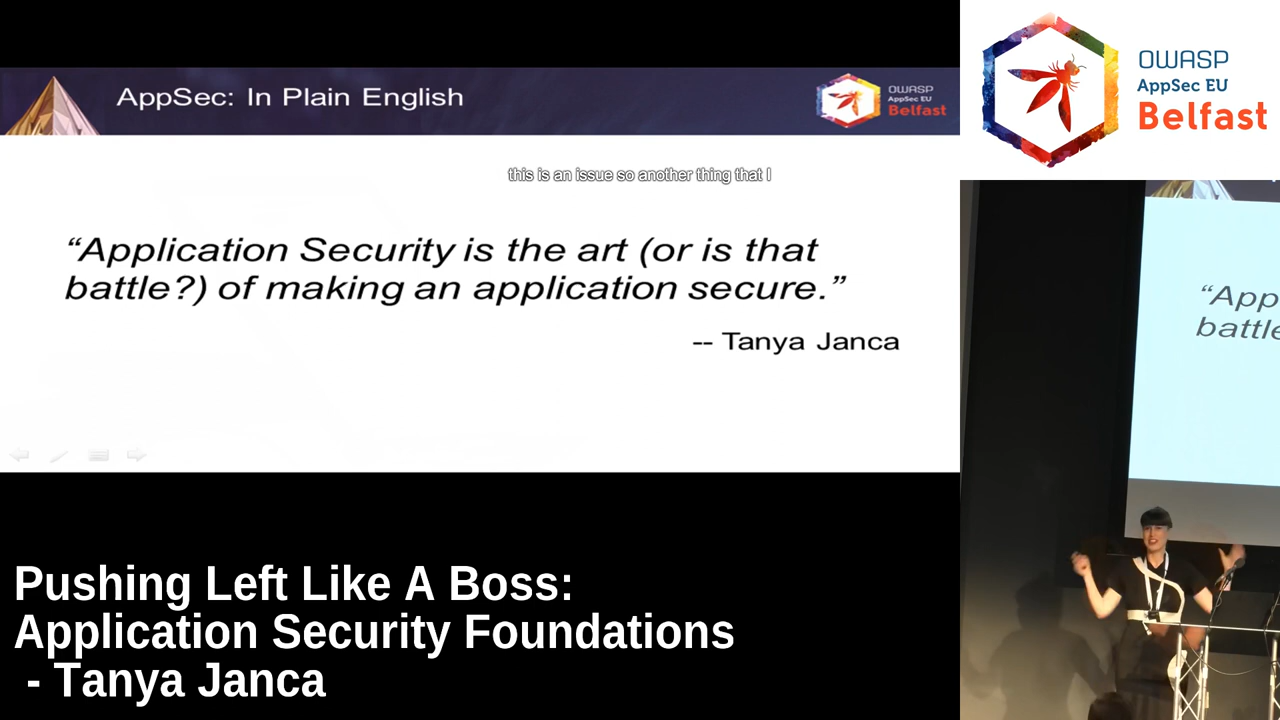 AppSec: In Plain English
OWASP
AppSec EU
Belfast
OWASP
AppSec EU
Belfast
this is an issue so another thing that I
“Application Security is the art (or is that
battle?) of making an application secure.”
-- Tanya Janca
“App
battle
Pushing Left Like A Boss:
Application Security Foundations
- Tanya Janca